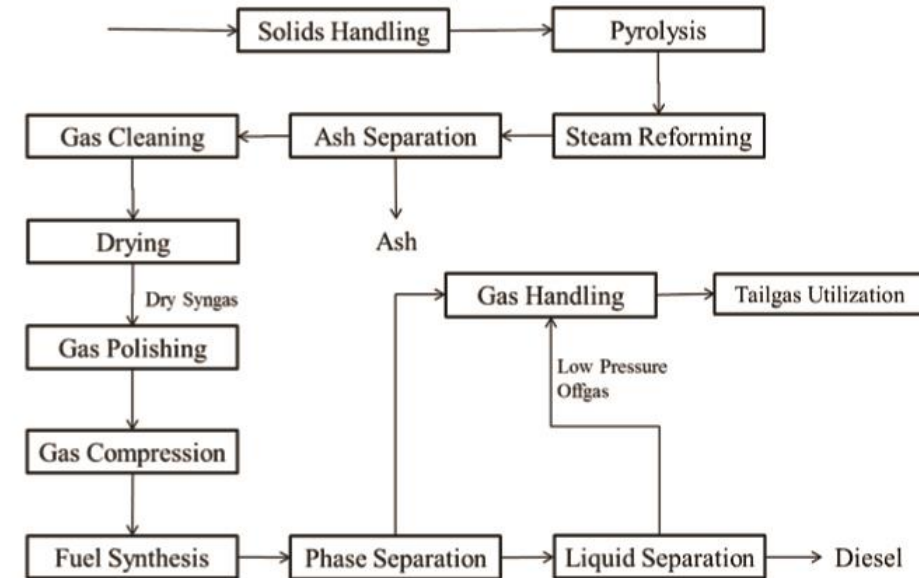 Solids Handling
Pyrolysis
Gas Cleaning
Ash Separation
Steam Reforming
Ash
Drying
Dry Syngas
Gas Handling
Tailgas Utilization
Gas Polishing
Low Pressure
Offgas
Gas Compression
Fuel Synthesis
Phase Separation
Liquid Separation
Diesel